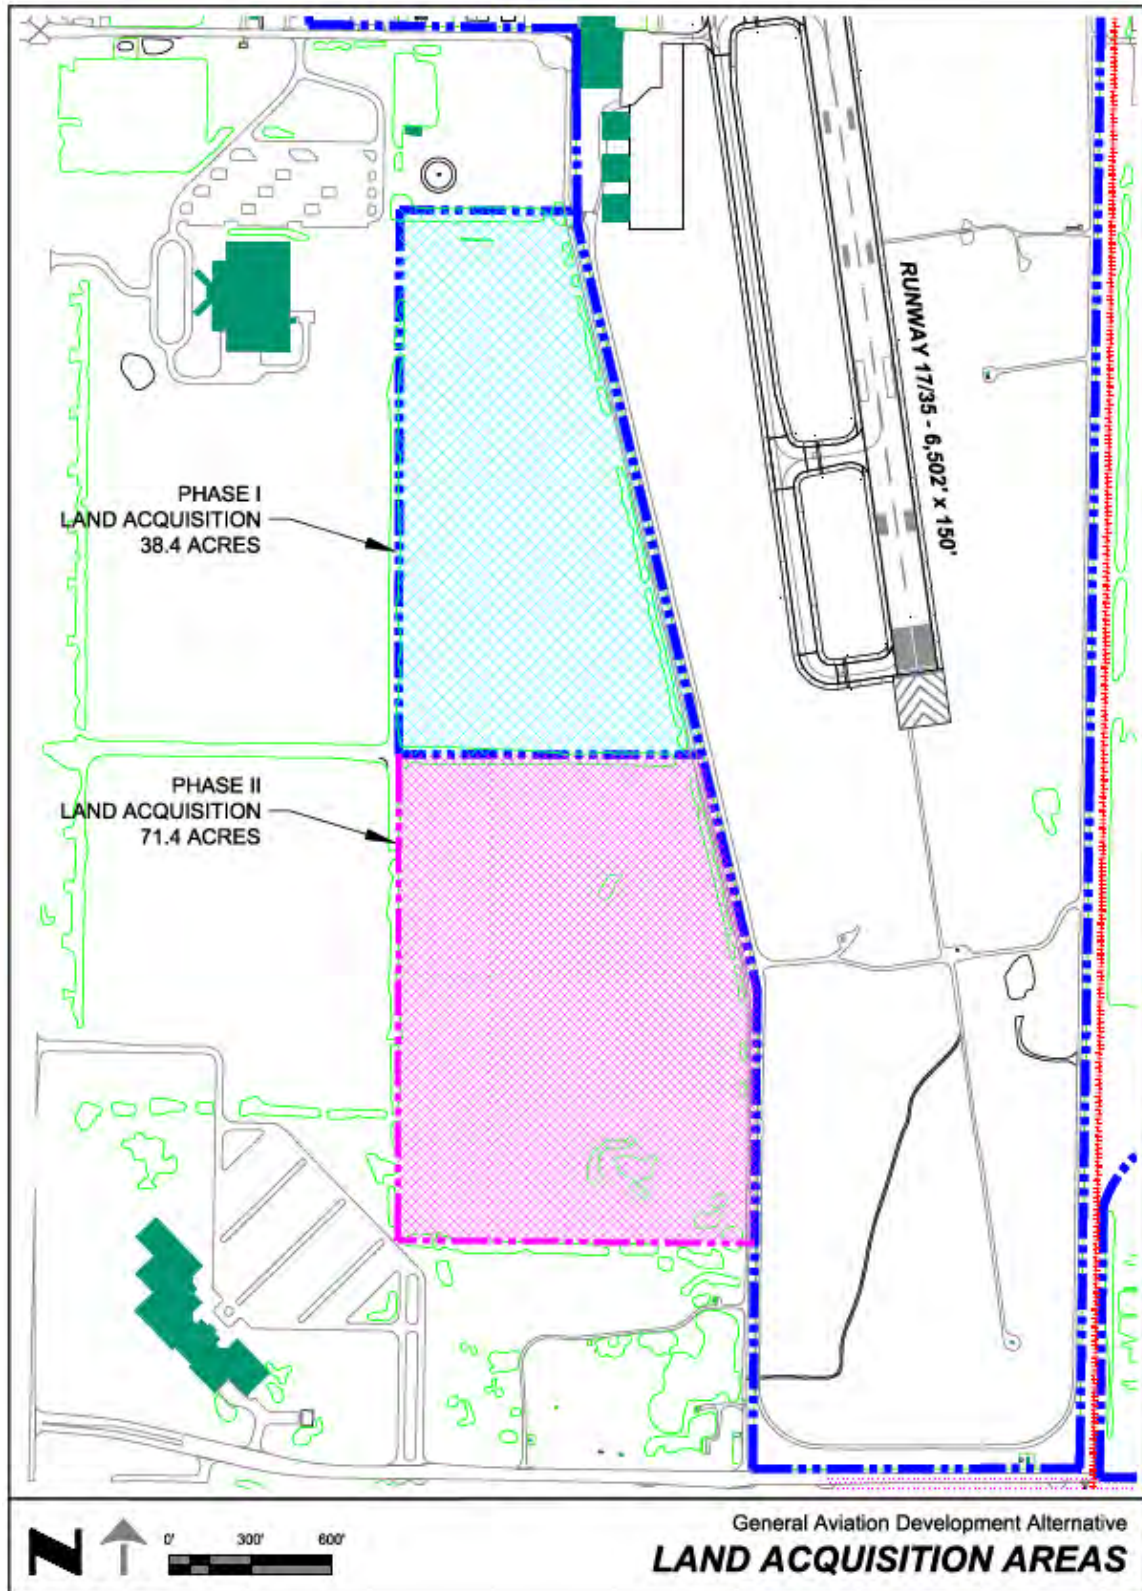 RUNWAY 17/35 - 6,502' x 150'
PHASE I
LAND ACQUISITION
38.4 ACRES
PHASE II
LAND ACQUISITION
71.4 ACRES
N
0' 300' 600'
General Aviation Development Alternative
LAND ACQUISITION AREAS